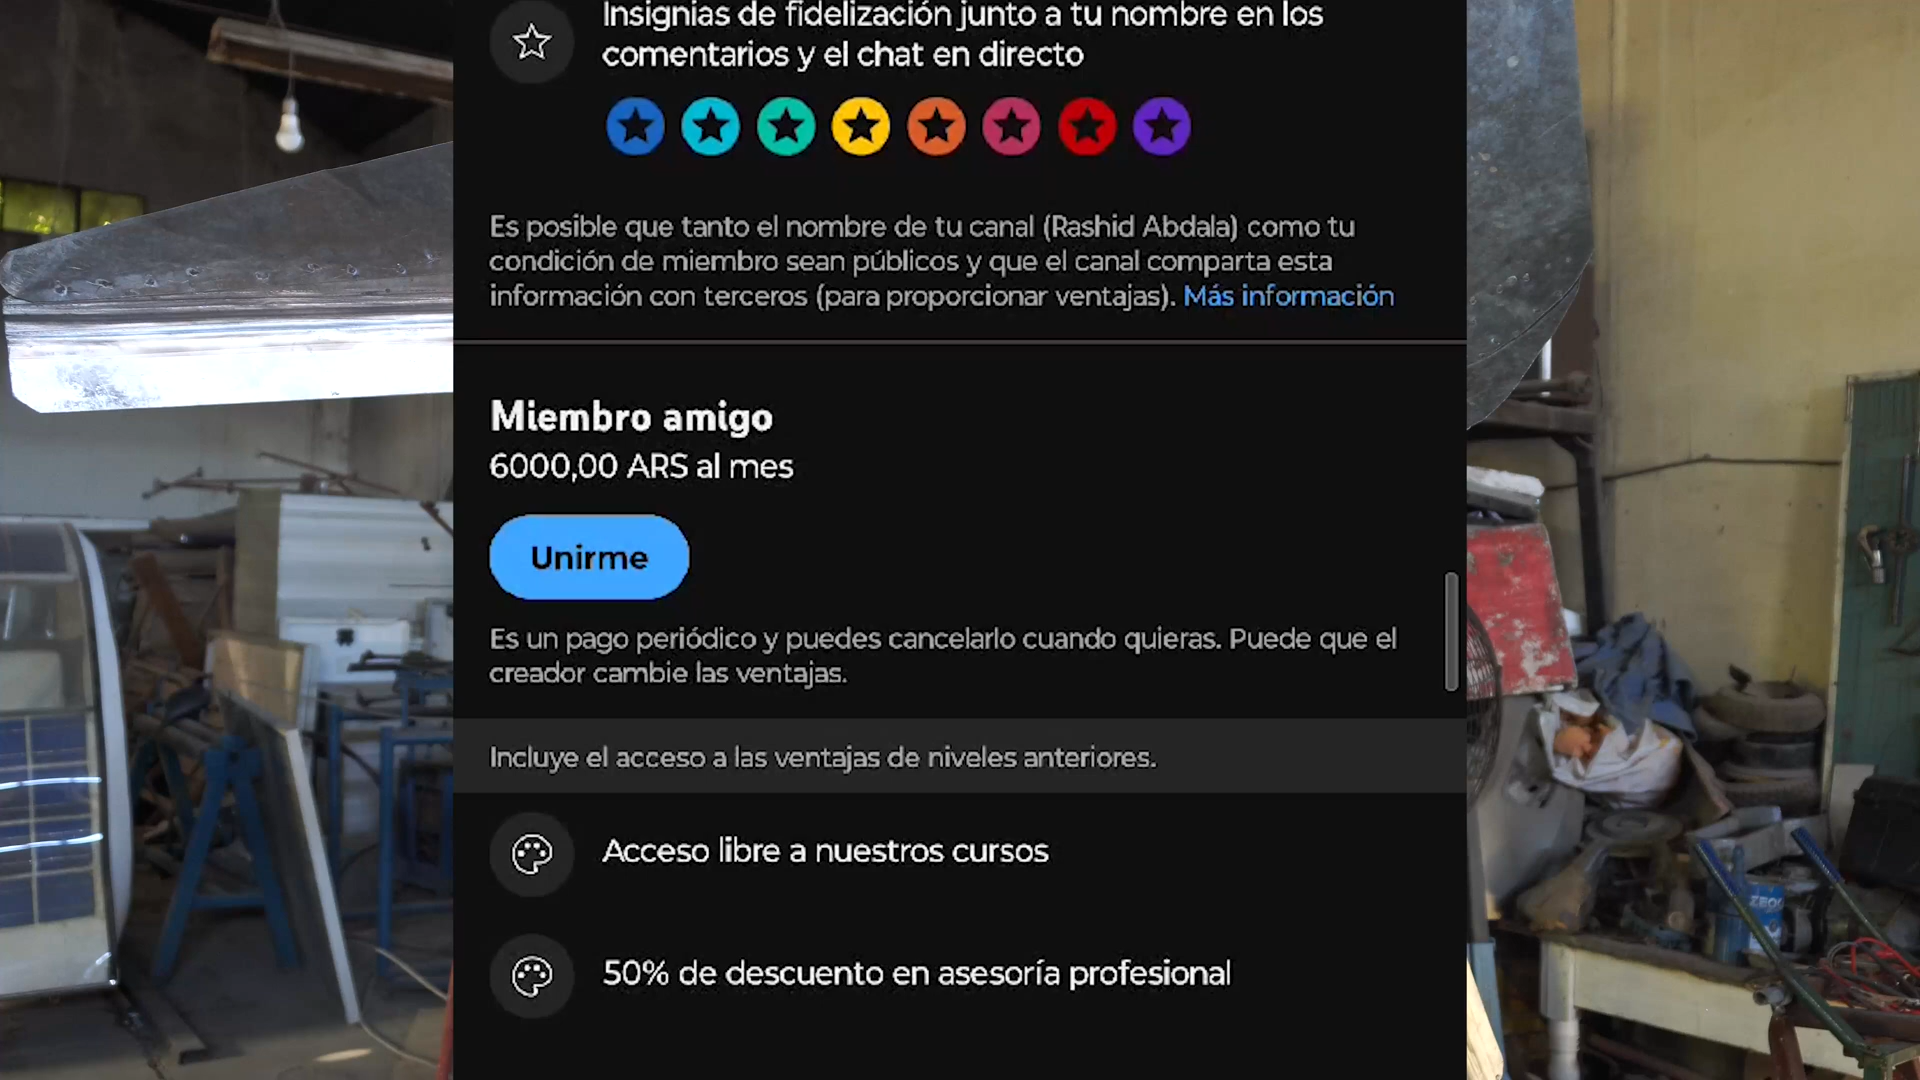 Insignias de fidelización junto a tu nombre en los
comentarios y el chat en directo
Es posible que tanto el nombre de tu canal (Rashid Abdala) como tu
condición de miembro sean públicos y que el canal comparta esta
información con terceros (para proporcionar ventajas). Más información
Miembro amigo
6000,00 ARS al mes
Unirme
Es un pago periódico y puedes cancelarlo cuando quieras. Puede que el
creador cambie las ventajas.
Incluye el acceso a las ventajas de niveles anteriores.
Acceso libre a nuestros cursos
50% de descuento en asesoría profesional